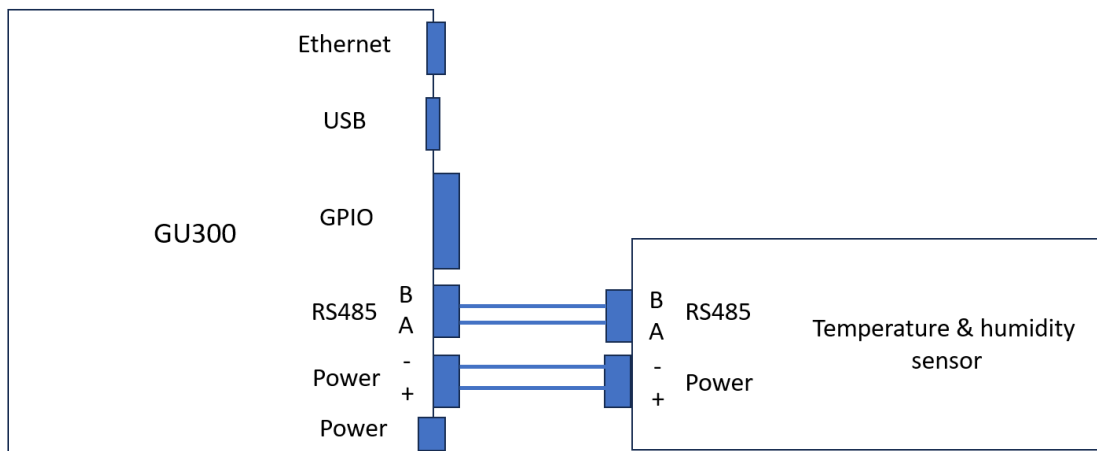 Ethernet
USB
GPIO
GU300
RS485
B
A
Power
-
+
Power
B
A
RS485
-
+
Power
Temperature & humidity
sensor